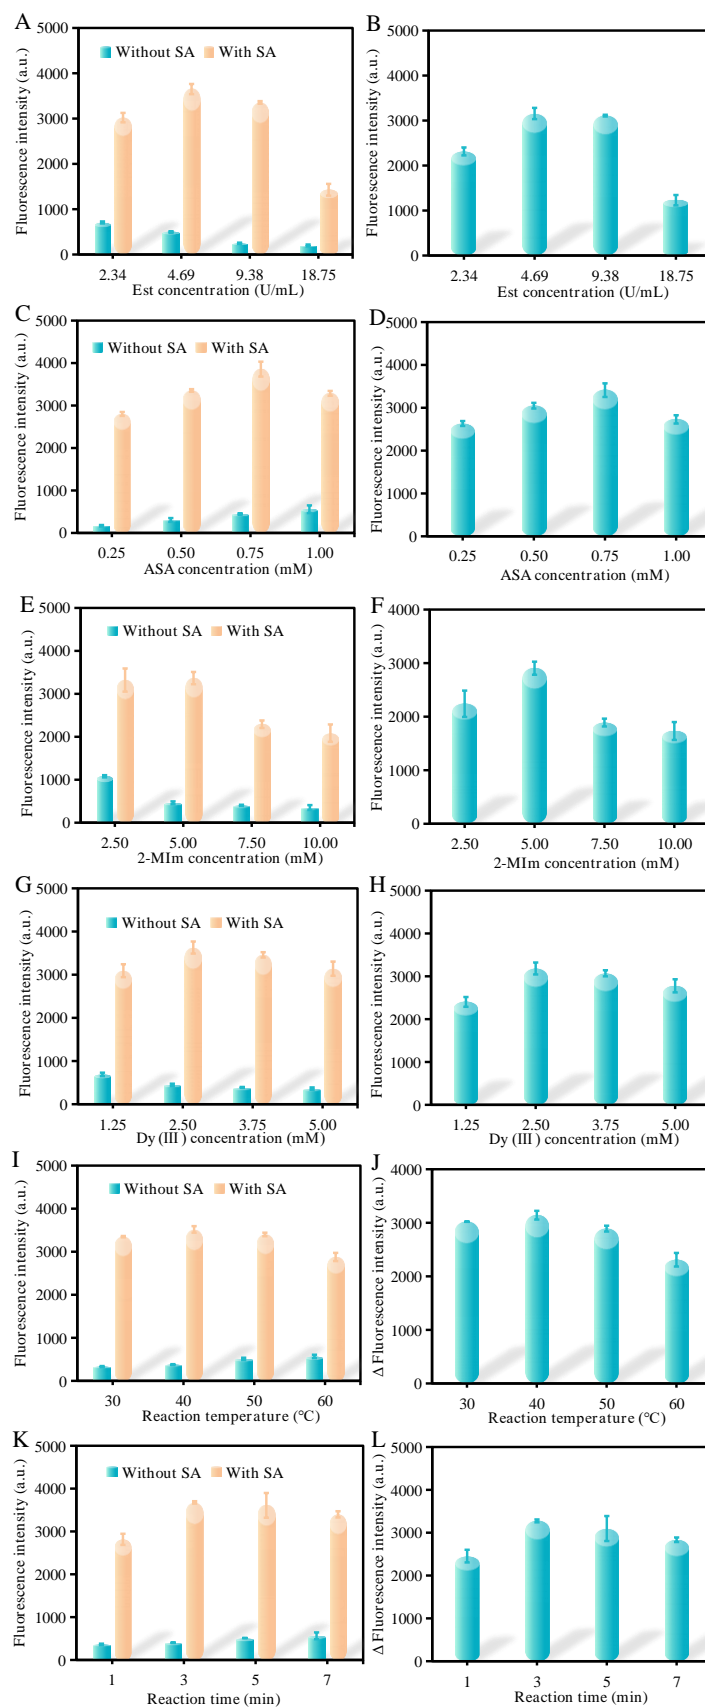 A
Fluorescence intensity (a.u.)
5000
4000
3000
2000
1000
0
Without SA
With SA
2.34
4.69
9.38
18.75
Est concentration (U/mL)
B
Fluorescence intensity (a.u.)
5000
4000
3000
2000
1000
0
2.34
4.69
9.38
18.75
Est concentration (U/mL)
C
Fluorescence intensity (a.u.)
5000
4000
3000
2000
1000
0
Without SA
With SA
0.25
0.50
0.75
1.00
ASA concentration (mM)
D
Fluorescence intensity (a.u.)
5000
4000
3000
2000
1000
0
0.25
0.50
0.75
1.00
ASA concentration (mM)
E
Fluorescence intensity (a.u.)
5000
4000
3000
2000
1000
0
Without SA
With SA
2.50
5.00
7.50
10.00
2-MIm concentration (mM)
F
Fluorescence intensity (a.u.)
4000
3000
2000
1000
0
2.50
5.00
7.50
10.00
2-MIm concentration (mM)
G
Fluorescence intensity (a.u.)
5000
4000
3000
2000
1000
0
Without SA
With SA
1.25
2.50
3.75
5.00
Dy(III) concentration (mM)
H
Fluorescence intensity (a.u.)
5000
4000
3000
2000
1000
0
1.25
2.50
3.75
5.00
Dy(III) concentration (mM)
I
Fluorescence intensity (a.u.)
5000
4000
3000
2000
1000
0
Without SA
With SA
30
40
50
60
Reaction temperature (°C)
J
Δ Fluorescence intensity (a.u.)
4000
3000
2000
1000
0
30
40
50
60
Reaction temperature (°C)
K
Fluorescence intensity (a.u.)
5000
4000
3000
2000
1000
0
Without SA
With SA
1
3
5
7
Reaction time (min)
L
Δ Fluorescence intensity (a.u.)
5000
4000
3000
2000
1000
0
1
3
5
7
Reaction time (min)